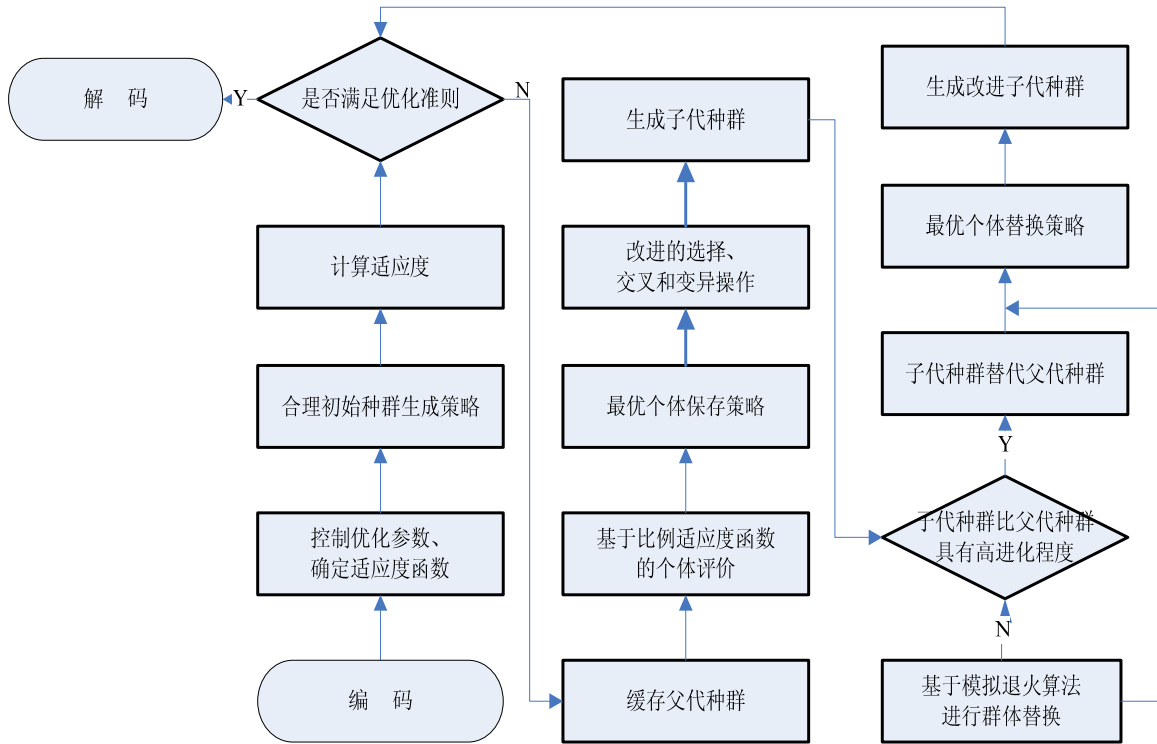 解 码
Y
是否满足优化准则
N
计算适应度
合理初始种群生成策略
控制优化参数、
确定适应度函数
编 码
生成子代种群
改进的选择、
交叉和变异操作
最优个体保存策略
基于比例适应度函数
的个体评价
缓存父代种群
生成改进子代种群
最优个体替换策略
子代种群替代父代种群
Y
子代种群比父代种群
具有高进化程度
N
基于模拟退火算法
进行群体替换